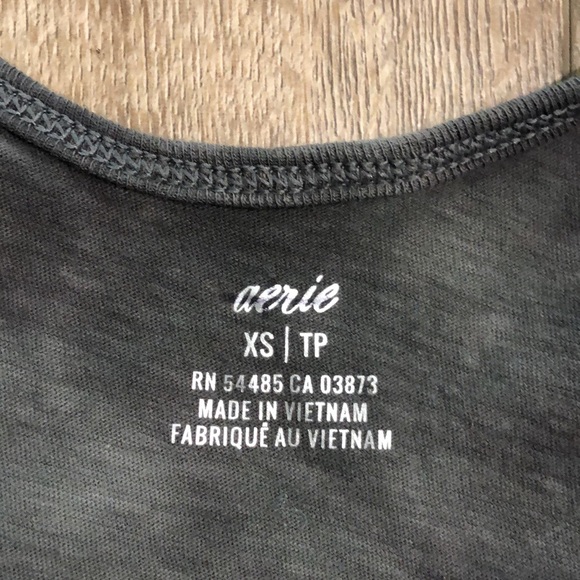 aerie
XS | TP
RN 54485 CA 03873
MADE IN VIETNAM
FABRIQUÉ AU VIETNAM